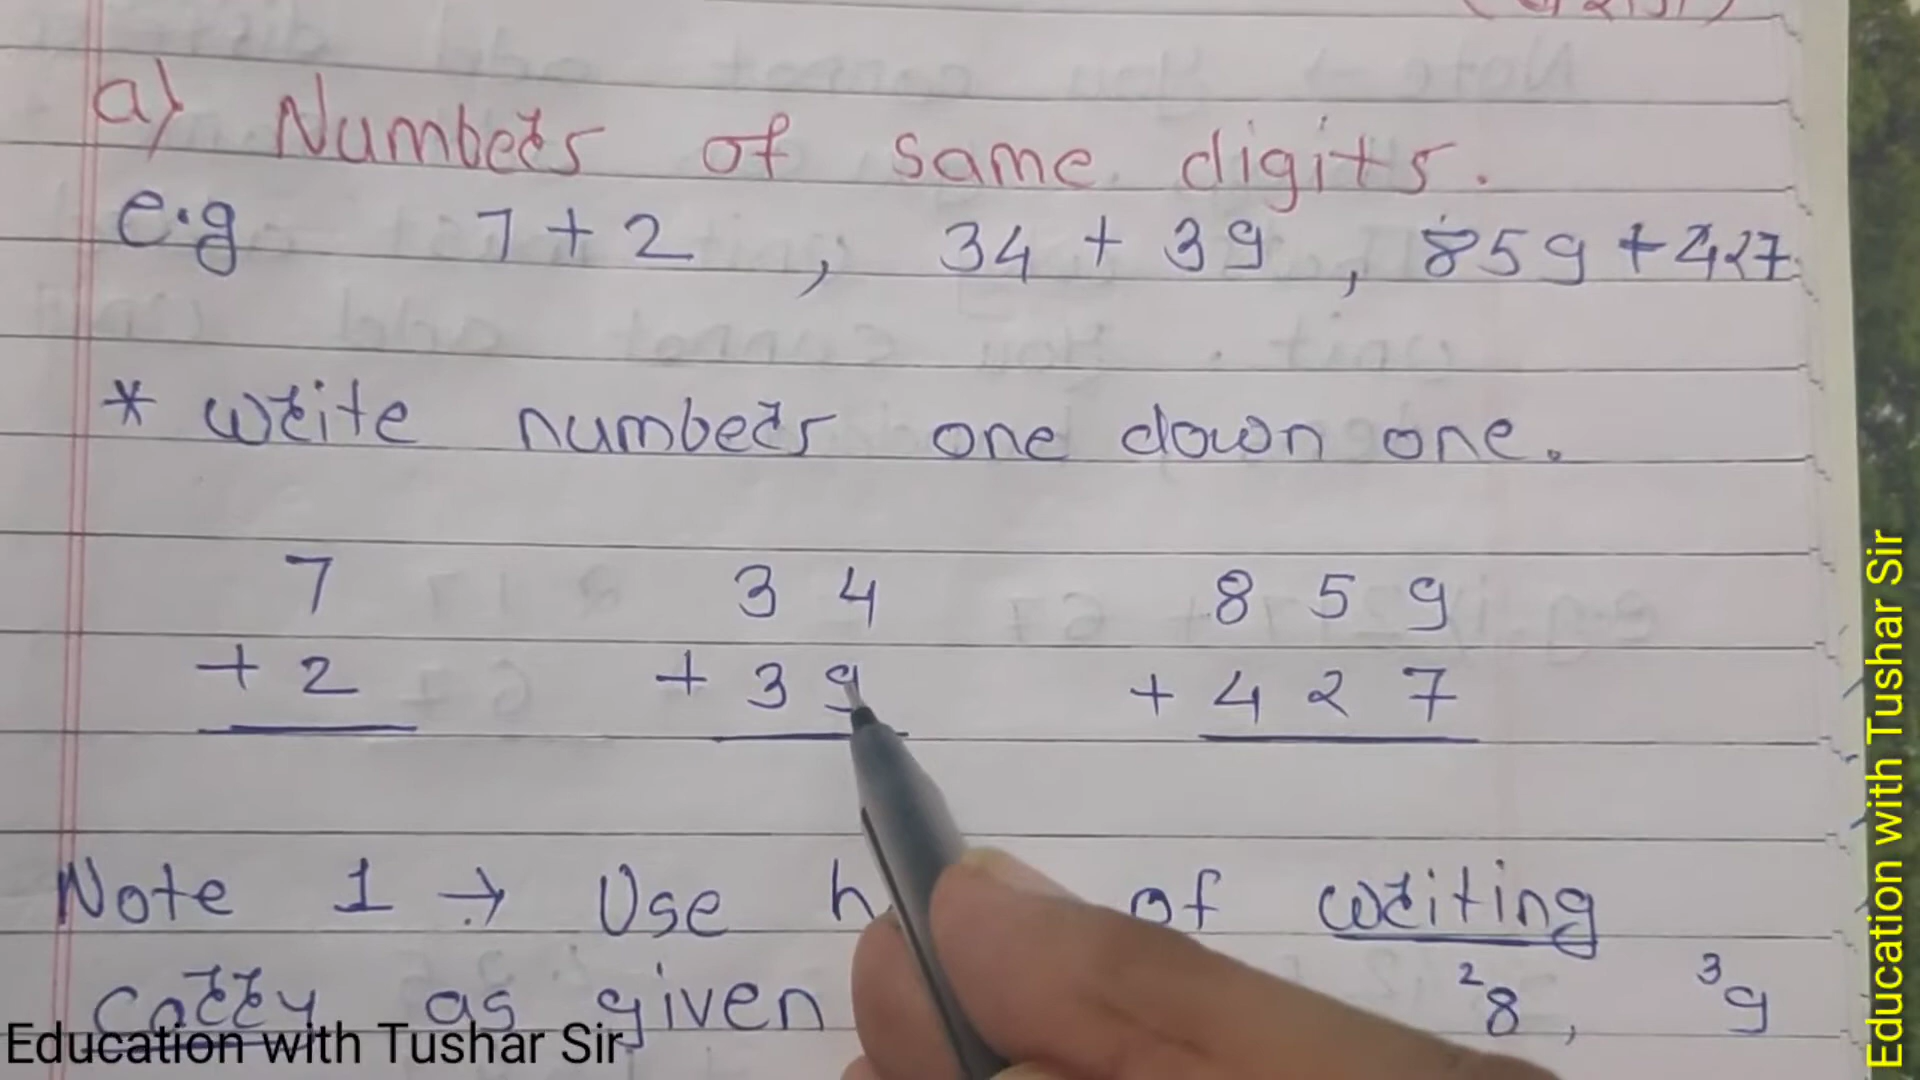 a) Numbers of same digits.
e.g 7+2, 34 + 39, 859 + 427
* write numbers one down one.
7 34 859
+ 2 + 39 + 427
Note 1 → Use of writing
carry as given 28, 39
Education with Tushar Sir
Education with Tushar Sir